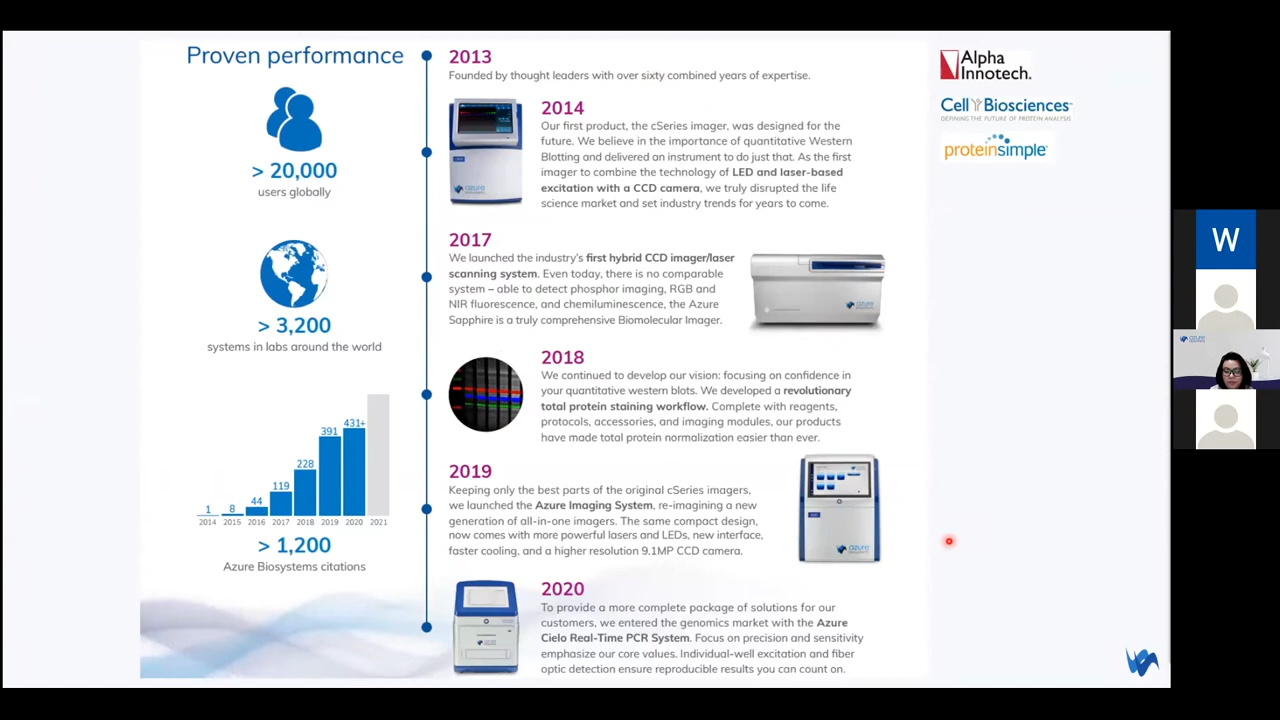 Proven performance
> 20,000
users globally
> 3,200
systems in labs around the world
1
8
44
119
228
391
431+
2014 2015 2016 2017 2018 2019 2020 2021
> 1,200
Azure Biosystems citations
2013
Founded by thought leaders with over sixty combined years of expertise.
2014
Our first product, the cSeries imager, was designed for the
future. We believe in the importance of quantitative Western
Blotting and delivered an instrument to do just that. As the first
imager to combine the technology of LED and laser-based
excitation with a CCD camera, we truly disrupted the life
science market and set industry trends for years to come.
azure
2017
We launched the industry's first hybrid CCD imager/laser
scanning system. Even today, there is no comparable
system – able to detect phosphor imaging, RGB and
NIR fluorescence, and chemiluminescence, the Azure
Sapphire is a truly comprehensive Biomolecular Imager.
azure
2018
We continued to develop our vision: focusing on confidence in
your quantitative western blots. We developed a revolutionary
total protein staining workflow. Complete with reagents,
protocols, accessories, and imaging modules, our products
have made total protein normalization easier than ever.
2019
Keeping only the best parts of the original cSeries imagers,
we launched the Azure Imaging System, re-imagining a new
generation of all-in-one imagers. The same compact design,
now comes with more powerful lasers and LEDs, new interface,
faster cooling, and a higher resolution 9.1MP CCD camera.
azure
2020
To provide a more complete package of solutions for our
customers, we entered the genomics market with the Azure
Cielo Real-Time PCR System. Focus on precision and sensitivity
emphasize our core values. Individual-well excitation and fiber
optic detection ensure reproducible results you can count on.
azure
Alpha
Innotech.
Cell Biosciences
DEFINING THE FUTURE OF PROTEIN ANALYSIS
proteinsimple
W
azure